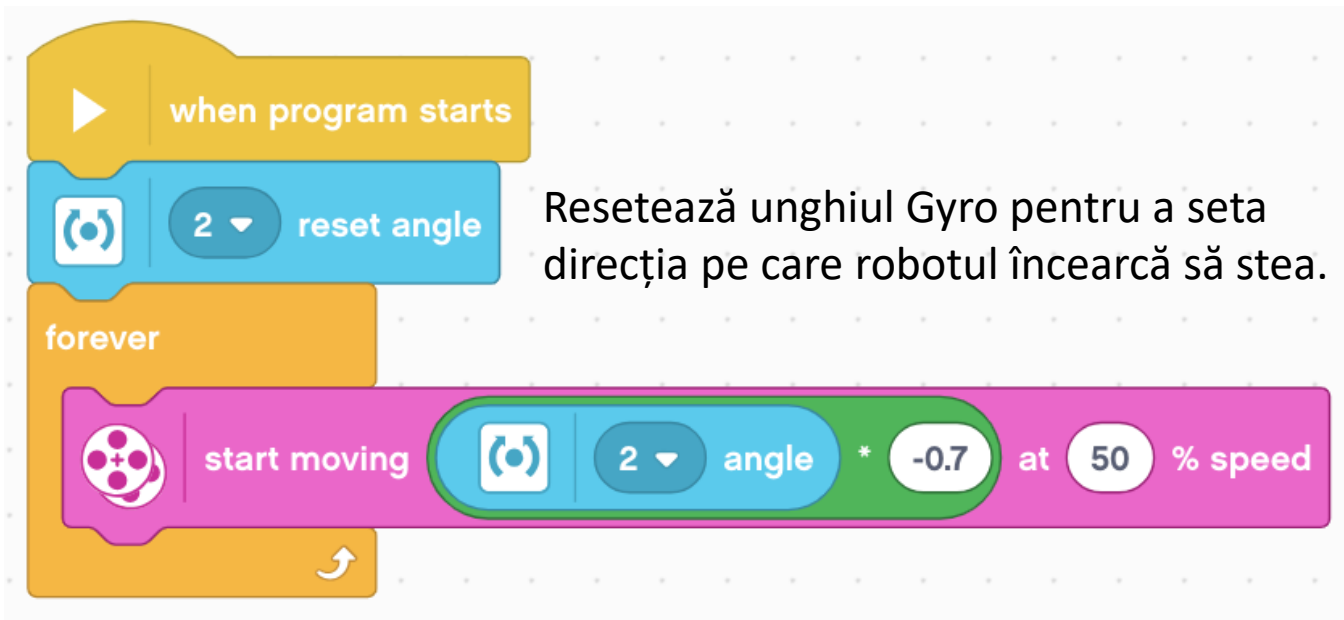 when program starts
2 reset angle
Resetează unghiul Gyro pentru a seta
direcția pe care robotul încearcă să stea.
forever
start moving 2 angle * -0.7 at 50 % speed